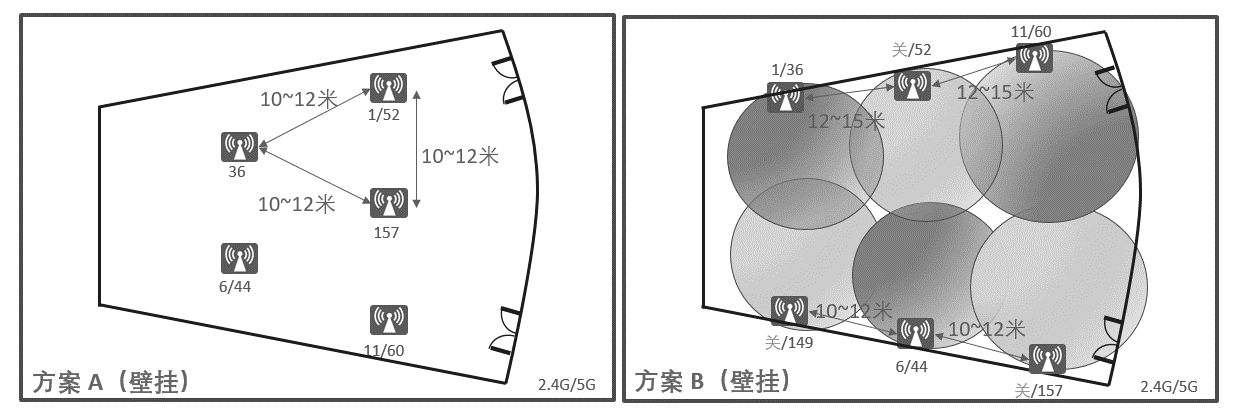 10~12米
1/52
36
10~12米
10~12米
157
6/44
11/60
方案 A（壁挂）
2.4G/5G
11/60
关/52
1/36
12~15米
12~15米
10~12米
10~12米
关/149
6/44
关/157
方案 B（壁挂）
2.4G/5G